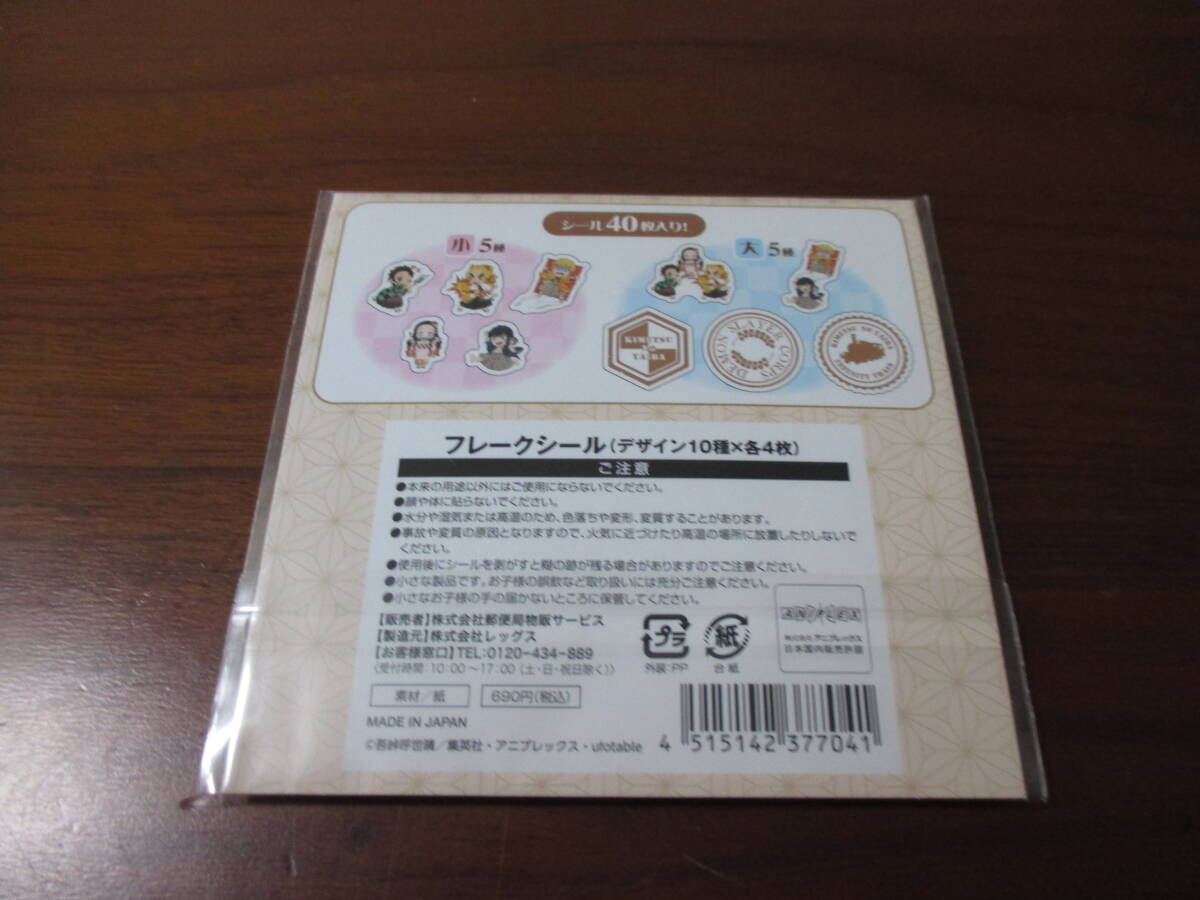 シール40枚入り!
小 5種
大 5種
KIMETSU
NO
YAIBA
DEMON SLAYER CORPS
KIMETSU NO YAIBA
INFINITY TRAIN
フレークシール(デザイン10種×各4枚)
ご注意
●本来の用途以外にはご使用にならないでください。
●顔や体に貼らないでください。
●水分や湿気または高温のため、色落ちや変形、変質することがあります。
●事故や変質の原因となりますので、火気に近づけたり高温の場所に放置したりしないで
ください。
●使用後にシールを剥がすと糊の跡が残る場合がありますのでご注意ください。
●小さな製品です。お子様の誤飲など取り扱いには充分ご注意ください。
●小さなお子様の手の届かないところに保管してください。
【販売者】株式会社郵便局物販サービス
【製造元】株式会社レッグス
【お客様窓口】TEL:0120-434-889
(受付時間:10:00~17:00(土・日・祝日除く))
プラ
外装:PP
紙
台紙
ANIPLEX
株式会社 アニプレックス
日本国内販売許諾
素材/紙
690円(税込)
MADE IN JAPAN
©吾峠呼世晴/集英社・アニプレックス・ufotable
4 515142 377041